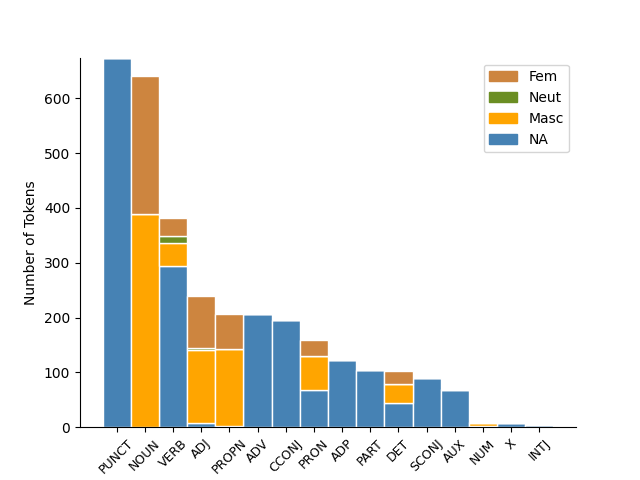 Fem
Neut
Masc
NA
Number of Tokens
600
500
400
300
200
100
0
PUNCT
NOUN
VERB
ADJ
PROPN
ADV
CCONJ
PRON
ADP
PART
DET
SCONJ
AUX
NUM
X
INTJ